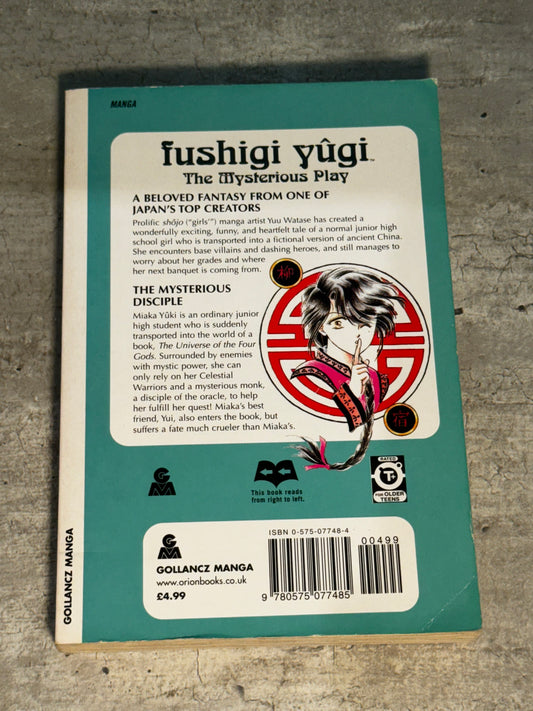 MANGA
fushigi yûgi™
The Mysterious Play
A BELOVED FANTASY FROM ONE OF
JAPAN'S TOP CREATORS
Prolific shôjo ("girls'") manga artist Yuu Watase has created a
wonderfully exciting, funny, and heartfelt tale of a normal junior high
school girl who is transported into a fictional version of ancient China.
She encounters base villains and dashing heroes, and still manages to
worry about her grades and where
her next banquet is coming from.
THE MYSTERIOUS
DISCIPLE
Miaka Yûki is an ordinary junior
high student who is suddenly
transported into the world of a
book, The Universe of the Four
Gods. Surrounded by enemies
with mystic power, she can
only rely on her Celestial
Warriors and a mysterious monk,
a disciple of the oracle, to help
her fulfill her quest! Miaka's best
friend, Yui, also enters the book, but
suffers a fate much crueler than Miaka's.
柳
宿
GM
This book reads
from right to left.
RATED
T+
FOR OLDER
TEENS
GM
GOLLANCZ MANGA
www.orionbooks.co.uk
£4.99
ISBN 0-575-07748-4
00499
9 780575 077485
GOLLANCZ MANGA